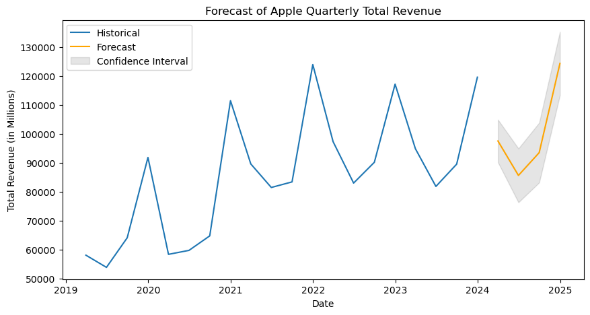 Forecast of Apple Quarterly Total Revenue
Historical
Forecast
Confidence Interval
Total Revenue (in Millions)
130000
120000
110000
100000
90000
80000
70000
60000
50000
2019 2020 2021 2022 2023 2024 2025
Date